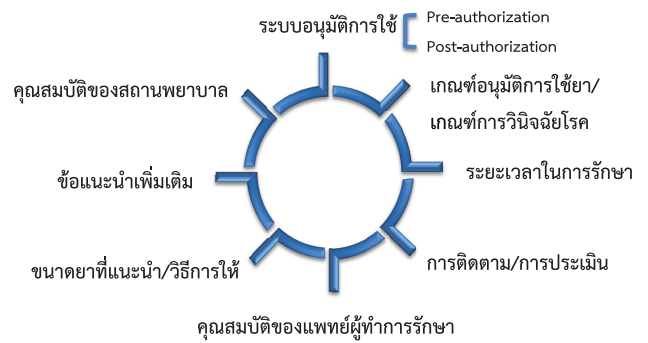 ระบบอนุมัติการใช้
Pre-authorization
Post-authorization
เกณฑ์อนุมัติการใช้ยา/
เกณฑ์การวินิจฉัยโรค
ระยะเวลาในการรักษา
การติดตาม/การประเมิน
คุณสมบัติของแพทย์ผู้ทำการรักษา
ขนาดยาที่แนะนำ/วิธีการให้
ข้อแนะนำเพิ่มเติม
คุณสมบัติของสถานพยาบาล